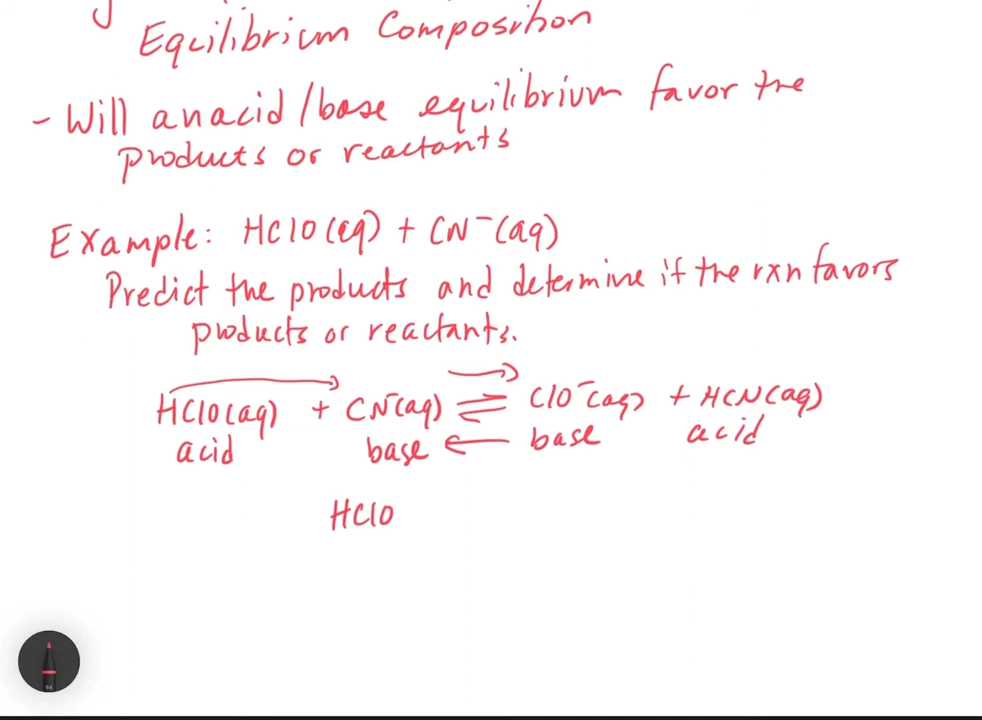 Equilibrium Composition
- Will an acid/base equilibrium favor the
products or reactants
Example: HClO(aq) + CN⁻(aq)
Predict the products and determine if the rxn favors
products or reactants.
HClO(aq) + CN⁻(aq) ⇌ ClO⁻(aq) + HCN(aq)
acid base base acid
HClO